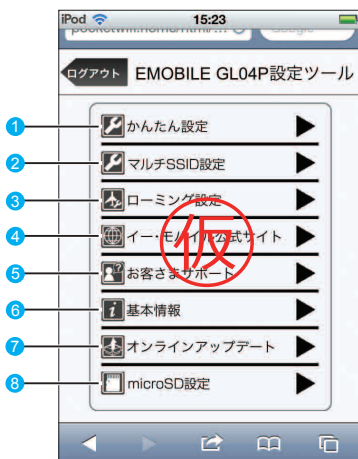 iPod 15:23
ログアウト EMOBILE GL04P設定ツール
1 かんたん設定
2 マルチSSID設定
3 ローミング設定
4 イー・モバイル公式サイト
仮
5 お客さまサポート
6 基本情報
7 オンラインアップデート
8 microSD設定